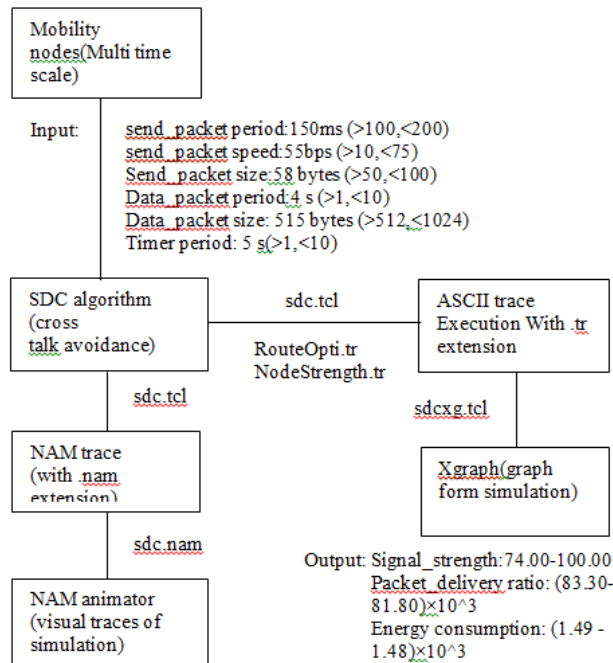 Mobility
nodes(Multi time
scale)
Input:
send_packet period:150ms (>100,<200)
send_packet speed:55bps (>10,<75)
Send_packet size:58 bytes (>50,<100)
Data_packet period:4 s (>1,<10)
Data_packet size: 515 bytes (>512,<1024)
Timer period: 5 s(>1,<10)
SDC algorithm
(cross
talk avoidance)
sdc.tcl
RouteOpti.tr
NodeStrength.tr
ASCII trace
Execution With .tr
extension
sdc.tcl
sdcxg.tcl
NAM trace
(with .nam
extension)
Xgraph(graph
form simulation)
sdc.nam
NAM animator
(visual traces of
simulation)
Output: Signal_strength:74.00-100.00
Packet_delivery ratio: (83.30-
81.80)×10^3
Energy consumption: (1.49 -
1.48)×10^3